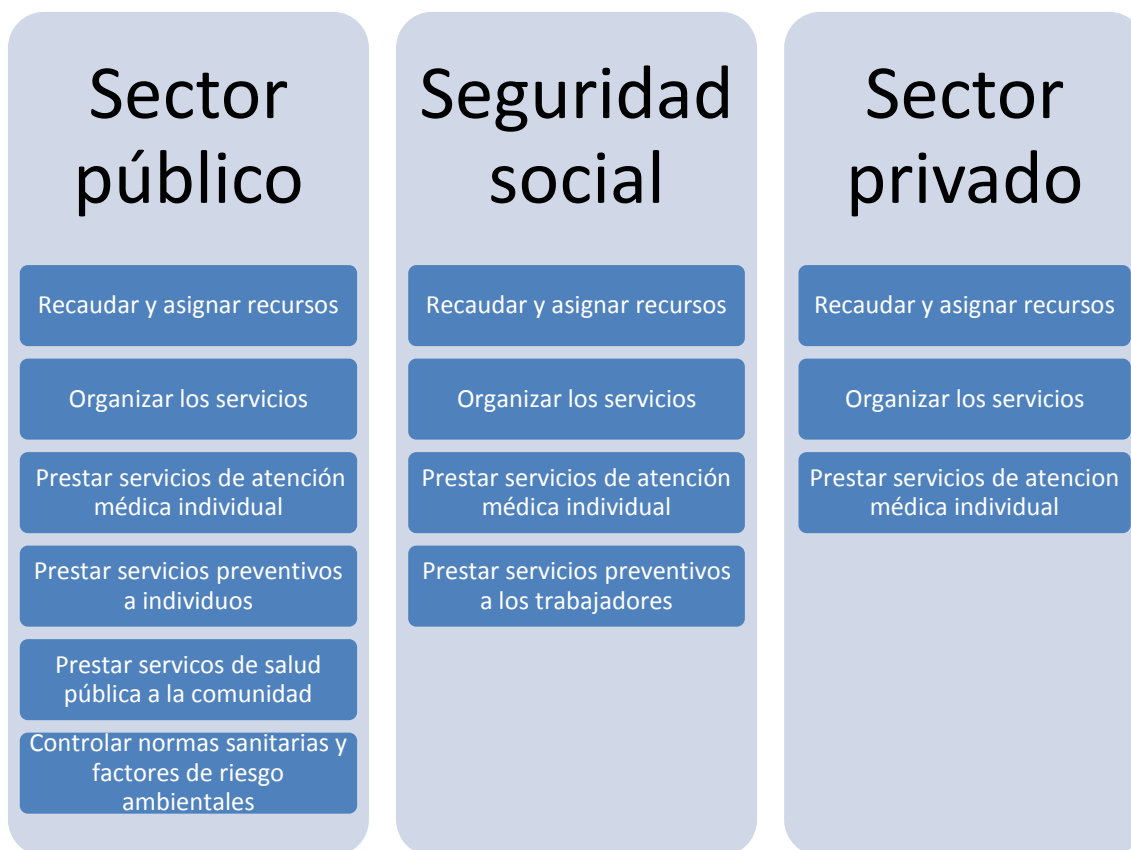 Sector
público
Recaudar y asignar recursos
Organizar los servicios
Prestar servicios de atención
médica individual
Prestar servicios preventivos
a individuos
Prestar servicos de salud
pública a la comunidad
Controlar normas sanitarias y
factores de riesgo
ambientales
Seguridad
social
Recaudar y asignar recursos
Organizar los servicios
Prestar servicios de atención
médica individual
Prestar servicios preventivos
a los trabajadores
Sector
privado
Recaudar y asignar recursos
Organizar los servicios
Prestar servicios de atencion
médica individual